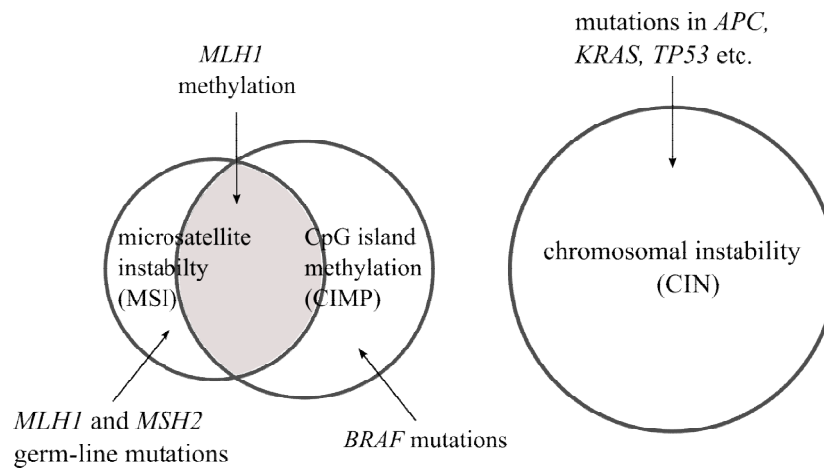 MLH1
methylation
mutations in APC,
KRAS, TP53 etc.
microsatellite
instabilty
(MSI)
CpG island
methylation
(CIMP)
chromosomal instability
(CIN)
MLH1 and MSH2
germ-line mutations
BRAF mutations